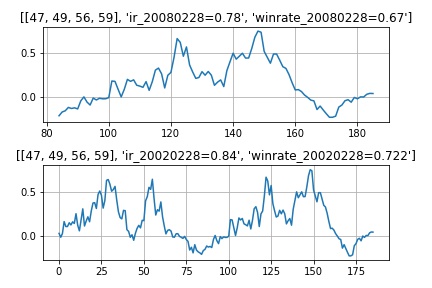 [[47, 49, 56, 59], 'ir_20080228=0.78', 'winrate_20080228=0.67']
0.5
0.0
80 100 120 140 160 180
[[47, 49, 56, 59], 'ir_20020228=0.84', 'winrate_20020228=0.722']
0.5
0.0
0 25 50 75 100 125 150 175